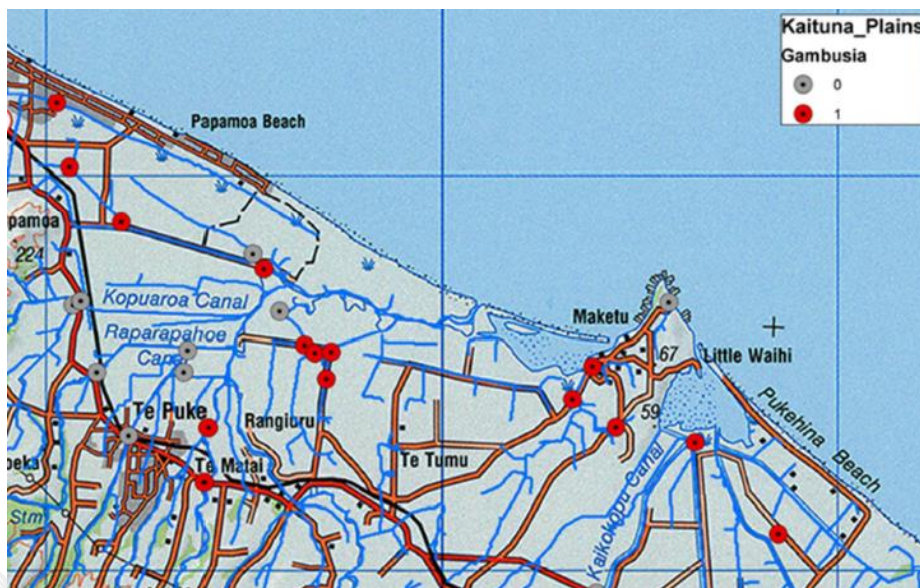 Kaituna_Plains
Gambusia
0
1
Papamoa Beach
pamoa
224
Kopuaroa Canal
Raparapahoe
Canal
Maketu
67
Little Waihi
Te Puke
Rangiuru
59
Pukehina Beach
Te Matai
Te Tumu
Kaikokopu Canal
beka
Stm